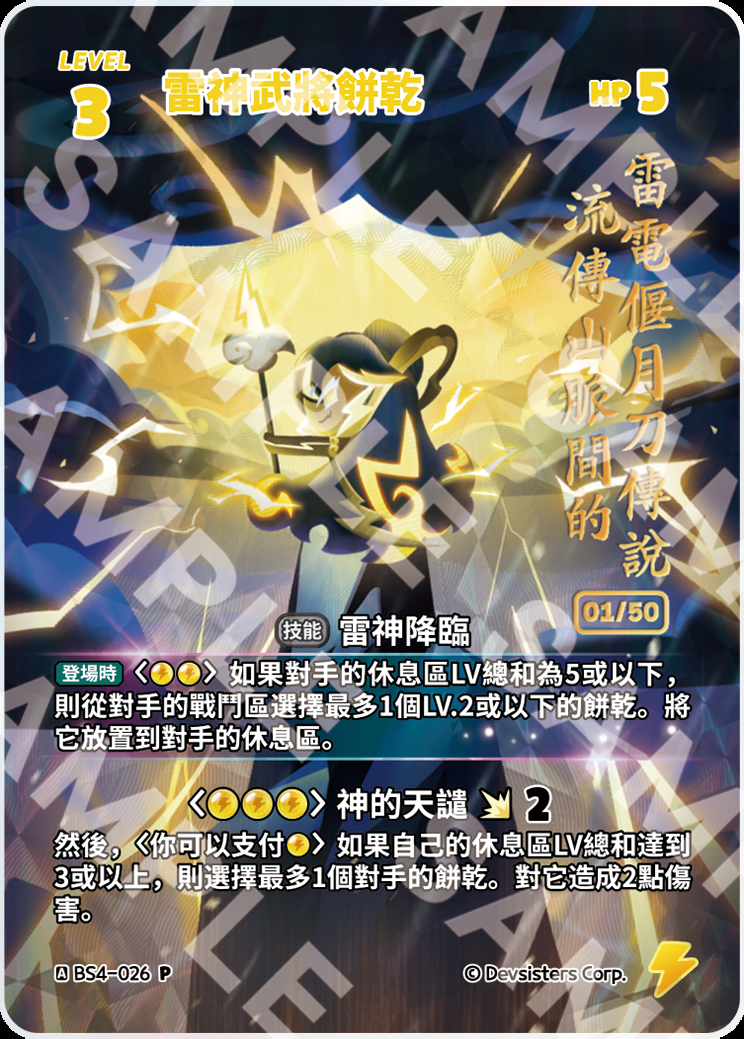 LEVEL
3
雷神武將餅乾
HP 5
雷電偃月刀傳說
流傳山脈間的
01/50
技能 雷神降臨
登場時 〈⚡⚡〉 如果對手的休息區LV總和為5或以下，
則從對手的戰鬥區選擇最多1個LV.2或以下的餅乾。將
它放置到對手的休息區。
〈⚡⚡⚡〉 神的天譴 2
然後，〈你可以支付⚡〉 如果自己的休息區LV總和達到
3或以上，則選擇最多1個對手的餅乾。對它造成2點傷
害。
A BS4-026 P
© Devsisters Corp.
SAMPLE